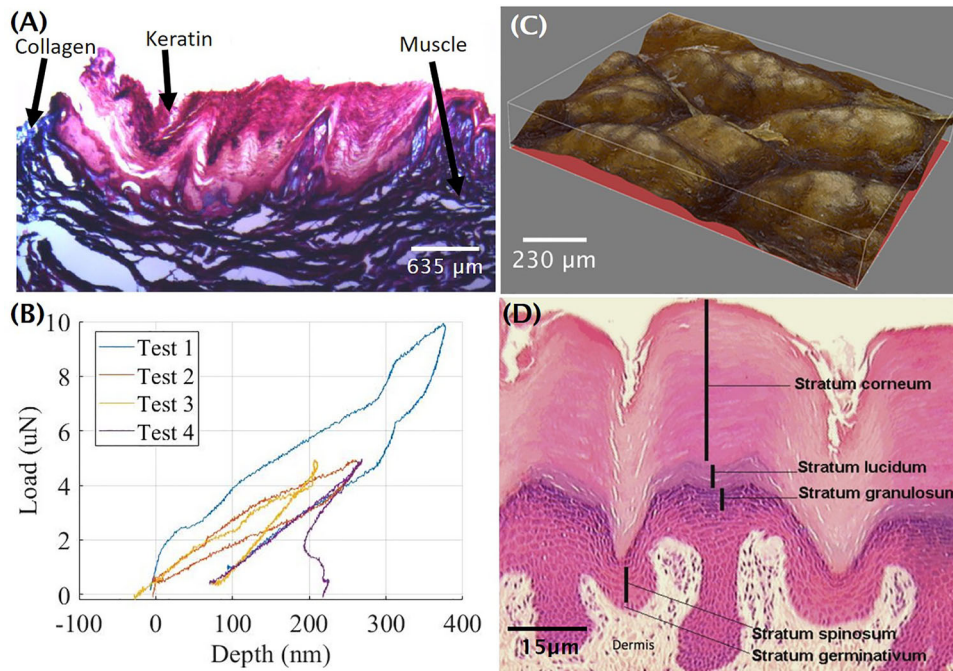 (A)
Collagen
Keratin
Muscle
635 µm
(B)
10
8
6
4
2
0
Load (uN)
Test 1
Test 2
Test 3
Test 4
-100
0
100
200
300
400
Depth (nm)
(C)
230 µm
(D)
Stratum corneum
Stratum lucidum
Stratum granulosum
Stratum spinosum
Stratum germinativum
15µm
Dermis